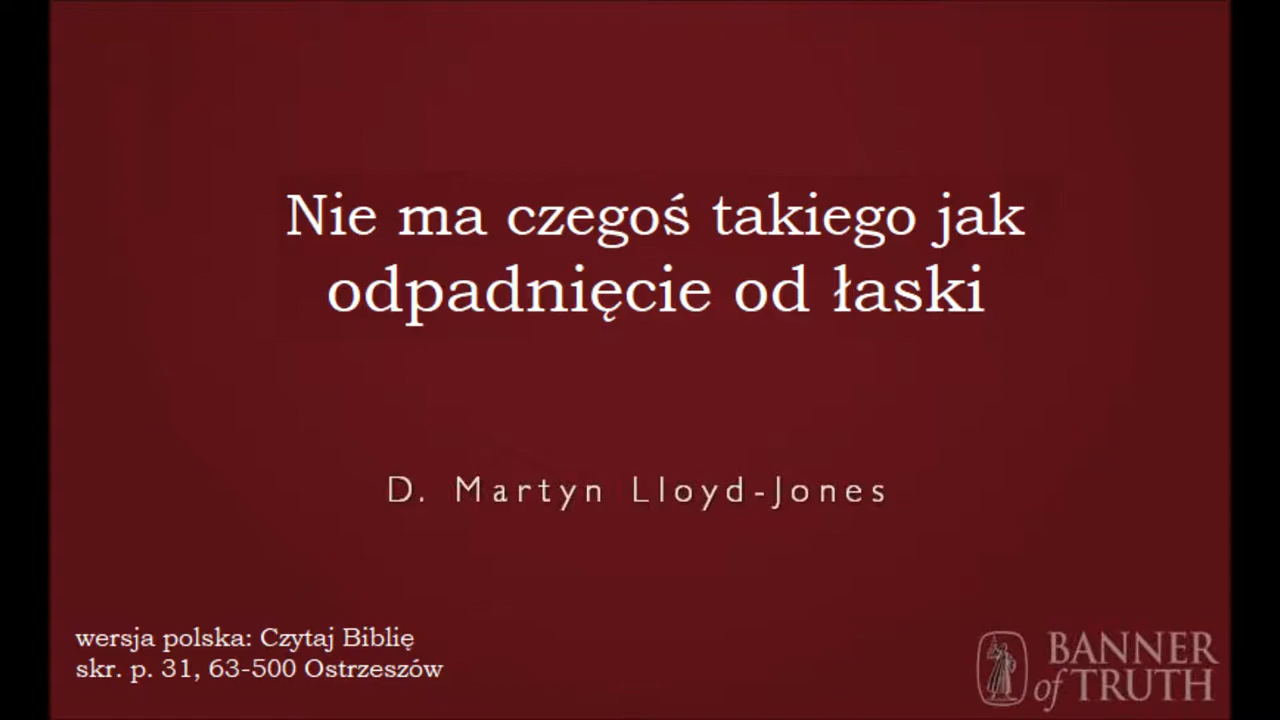 Nie ma czegoś takiego jak
odpadnięcie od łaski
D. Martyn Lloyd-Jones
wersja polska: Czytaj Biblię
skr. p. 31, 63-500 Ostrzeszów
BANNER
of TRUTH